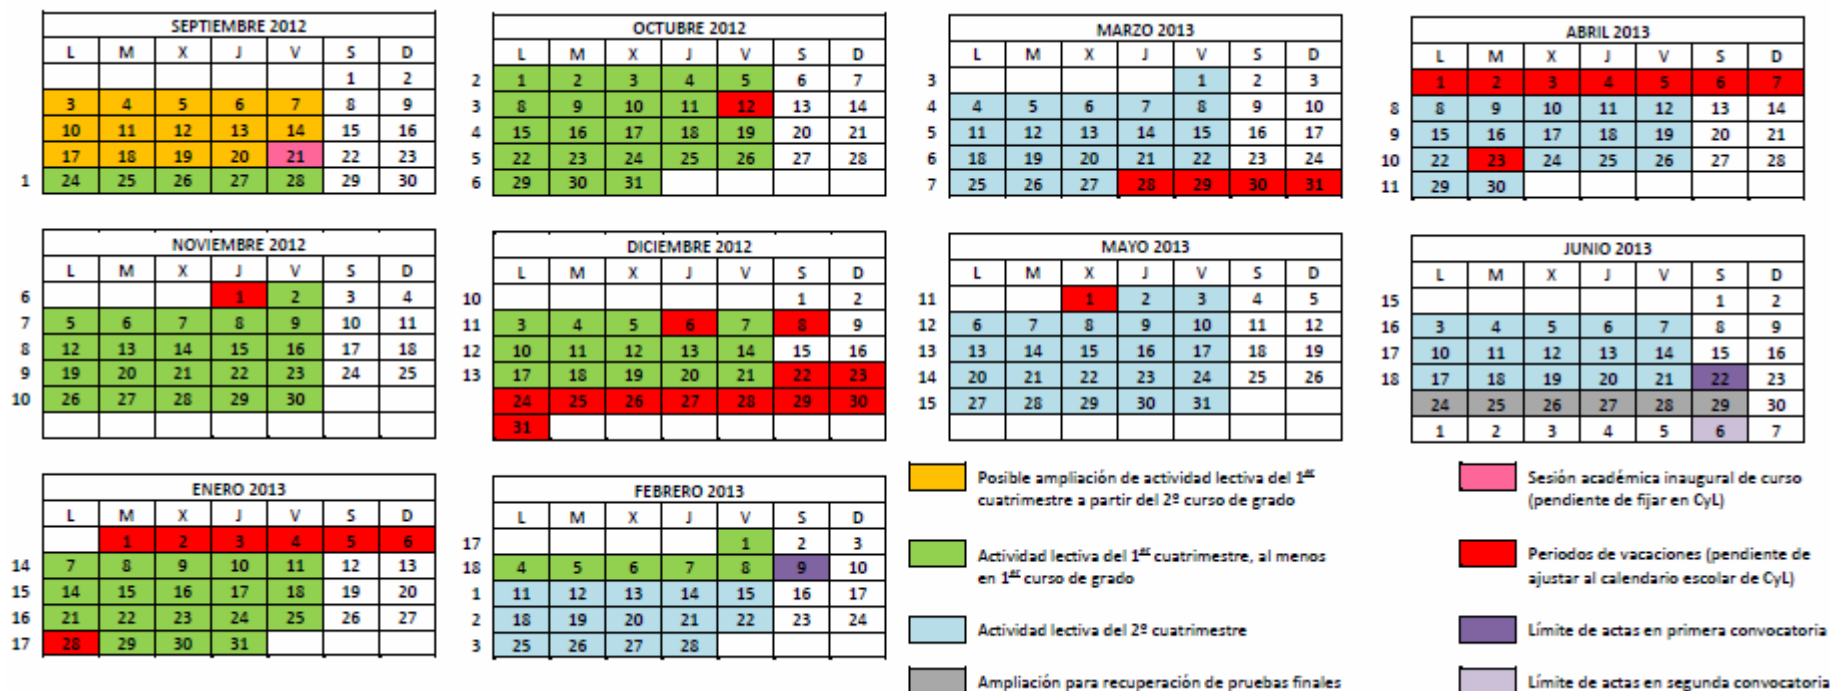 SEPTIEMBRE 2012
L M X J V S D
1 2
3 4 5 6 7 8 9
10 11 12 13 14 15 16
17 18 19 20 21 22 23
1 24 25 26 27 28 29 30
OCTUBRE 2012
L M X J V S D
2 1 2 3 4 5 6 7
3 8 9 10 11 12 13 14
4 15 16 17 18 19 20 21
5 22 23 24 25 26 27 28
6 29 30 31
MARZO 2013
L M X J V S D
3 1 2 3
4 4 5 6 7 8 9 10
5 11 12 13 14 15 16 17
6 18 19 20 21 22 23 24
7 25 26 27 28 29 30 31
ABRIL 2013
L M X J V S D
1 2 3 4 5 6 7
8 8 9 10 11 12 13 14
9 15 16 17 18 19 20 21
10 22 23 24 25 26 27 28
11 29 30
NOVIEMBRE 2012
L M X J V S D
6 1 2 3 4
7 5 6 7 8 9 10 11
8 12 13 14 15 16 17 18
9 19 20 21 22 23 24 25
10 26 27 28 29 30
DICIEMBRE 2012
L M X J V S D
10 1 2
11 3 4 5 6 7 8 9
12 10 11 12 13 14 15 16
13 17 18 19 20 21 22 23
24 25 26 27 28 29 30
31
MAYO 2013
L M X J V S D
11 1 2 3 4 5
12 6 7 8 9 10 11 12
13 13 14 15 16 17 18 19
14 20 21 22 23 24 25 26
15 27 28 29 30 31
JUNIO 2013
L M X J V S D
15 1 2
16 3 4 5 6 7 8 9
17 10 11 12 13 14 15 16
18 17 18 19 20 21 22 23
24 25 26 27 28 29 30
1 2 3 4 5 6 7
ENERO 2013
L M X J V S D
1 2 3 4 5 6
14 7 8 9 10 11 12 13
15 14 15 16 17 18 19 20
16 21 22 23 24 25 26 27
17 28 29 30 31
FEBRERO 2013
L M X J V S D
17 1 2 3
18 4 5 6 7 8 9 10
1 11 12 13 14 15 16 17
2 18 19 20 21 22 23 24
3 25 26 27 28
Posible ampliación de actividad lectiva del 1er
cuatrimestre a partir del 2º curso de grado
Actividad lectiva del 1er cuatrimestre, al menos
en 1er curso de grado
Actividad lectiva del 2º cuatrimestre
Ampliación para recuperación de pruebas finales
Sesión académica inaugural de curso
(pendiente de fijar en CyL)
Periodos de vacaciones (pendiente de
ajustar al calendario escolar de CyL)
Límite de actas en primera convocatoria
Límite de actas en segunda convocatoria